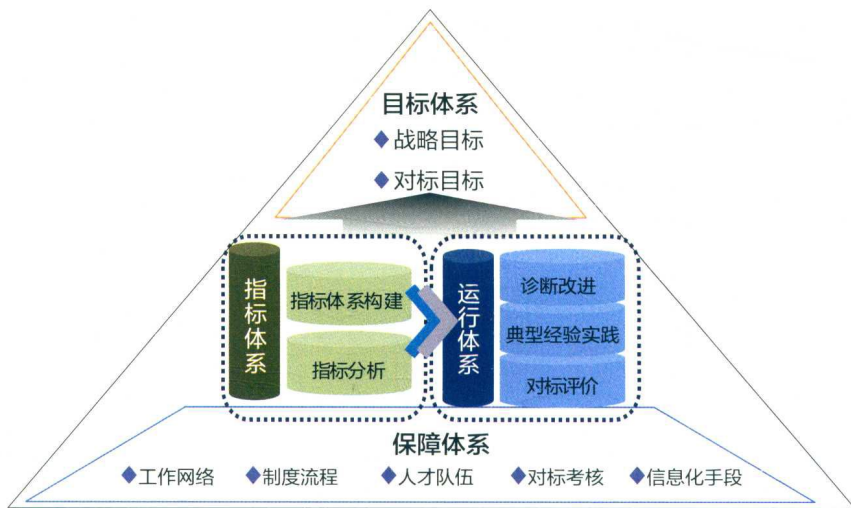 目标体系
◆ 战略目标
◆ 对标目标
指标体系
指标体系构建
指标分析
运行体系
诊断改进
典型经验实践
对标评价
保障体系
◆工作网络 ◆制度流程 ◆人才队伍 ◆对标考核 ◆信息化手段